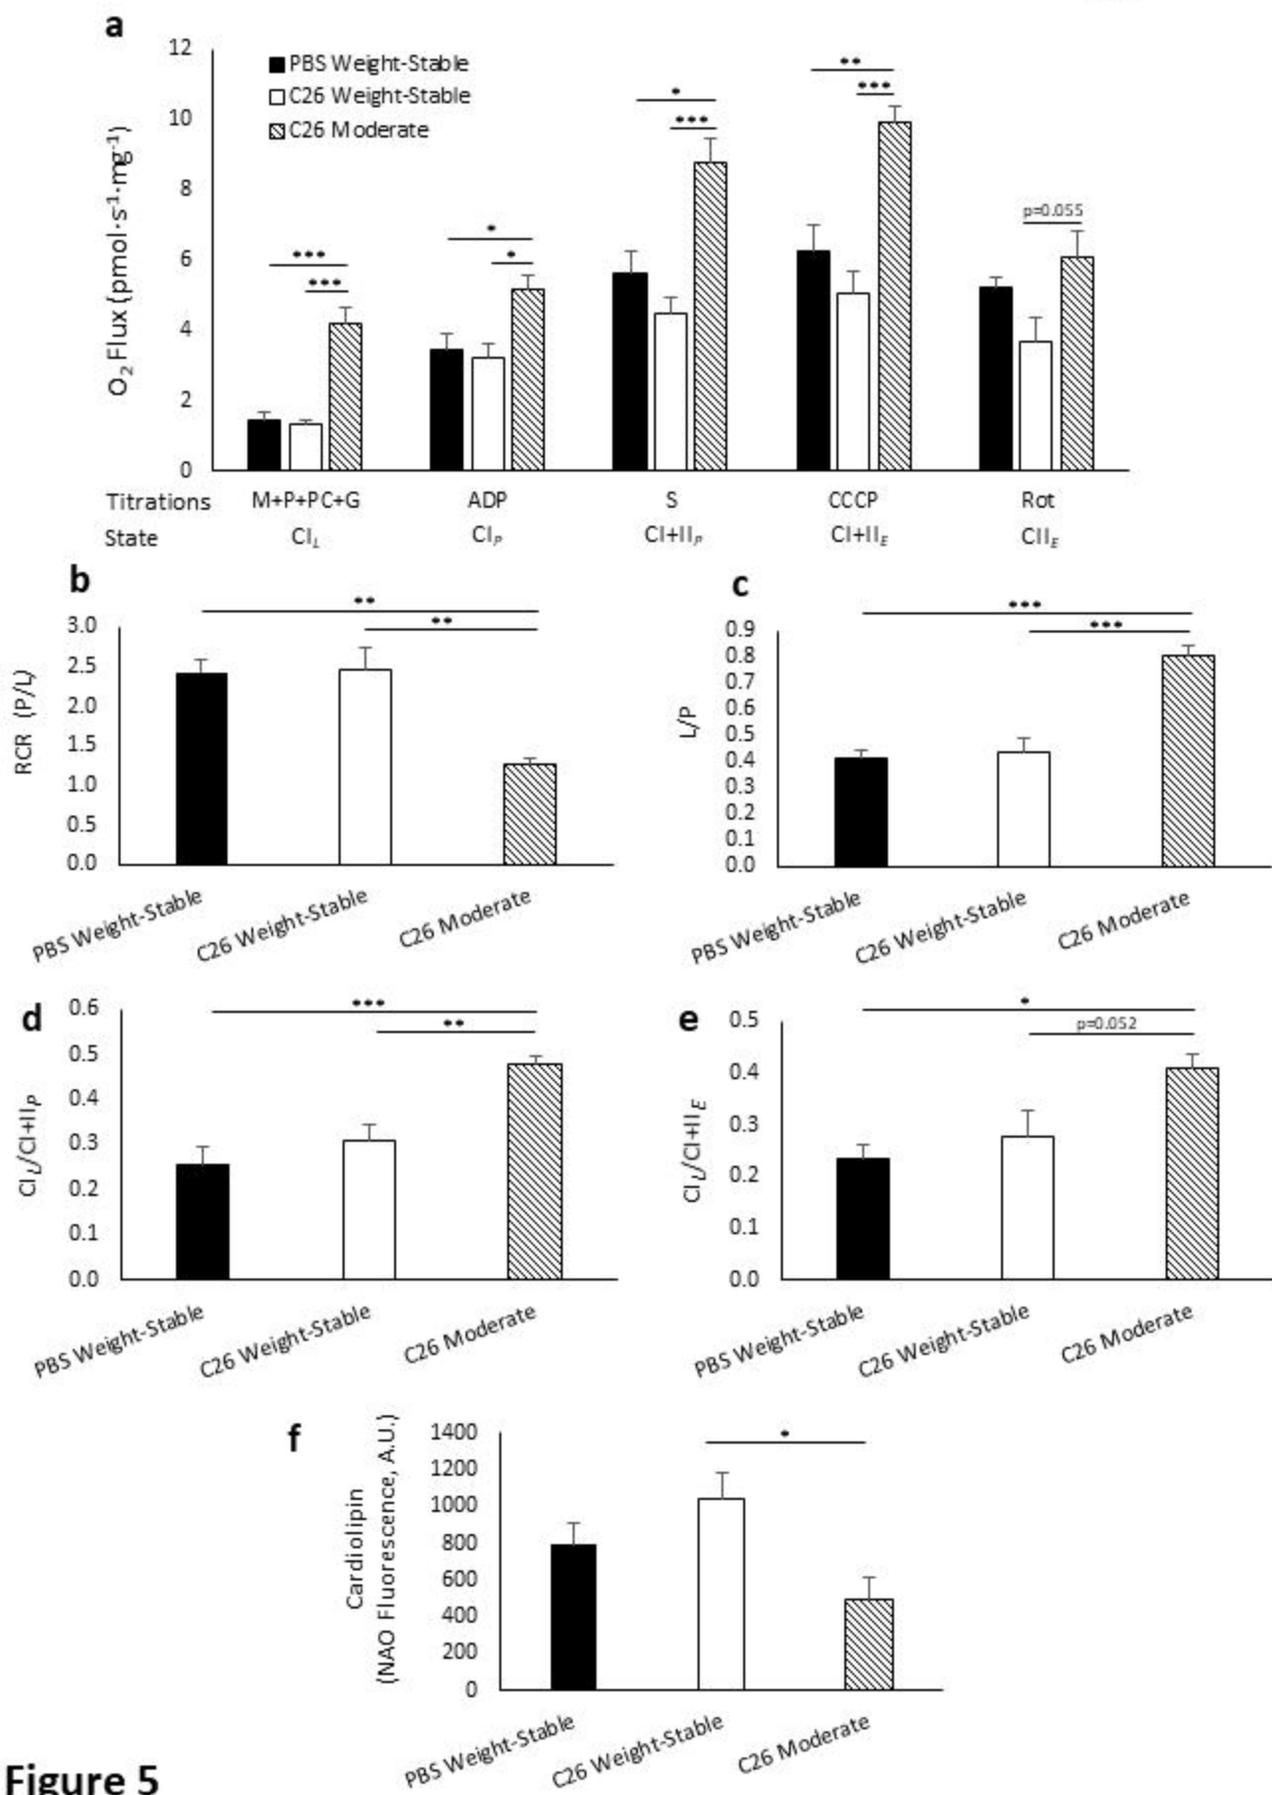 a
12
10
8
6
4
2
0
O2 Flux (pmol·s-1·mg-1)
PBS Weight-Stable
C26 Weight-Stable
C26 Moderate
***
***
*
*
*
***
**
***
p=0.055
Titrations M+P+PC+G ADP S CCCP Rot
State CIL CIP CI+IIP CI+IIE CIIE
b
3.0
2.5
2.0
1.5
1.0
0.5
0.0
RCR (P/L)
**
**
PBS Weight-Stable
C26 Weight-Stable
C26 Moderate
c
0.9
0.8
0.7
0.6
0.5
0.4
0.3
0.2
0.1
0.0
L/P
***
***
PBS Weight-Stable
C26 Weight-Stable
C26 Moderate
d
0.6
0.5
0.4
0.3
0.2
0.1
0.0
CIL/CI+IIP
***
**
PBS Weight-Stable
C26 Weight-Stable
C26 Moderate
e
0.5
0.4
0.3
0.2
0.1
0.0
CIL/CI+IIE
*
p=0.052
PBS Weight-Stable
C26 Weight-Stable
C26 Moderate
f
1400
1200
1000
800
600
400
200
0
Cardiolipin
(NAO Fluorescence, A.U.)
*
PBS Weight-Stable
C26 Weight-Stable
C26 Moderate
Figure 5